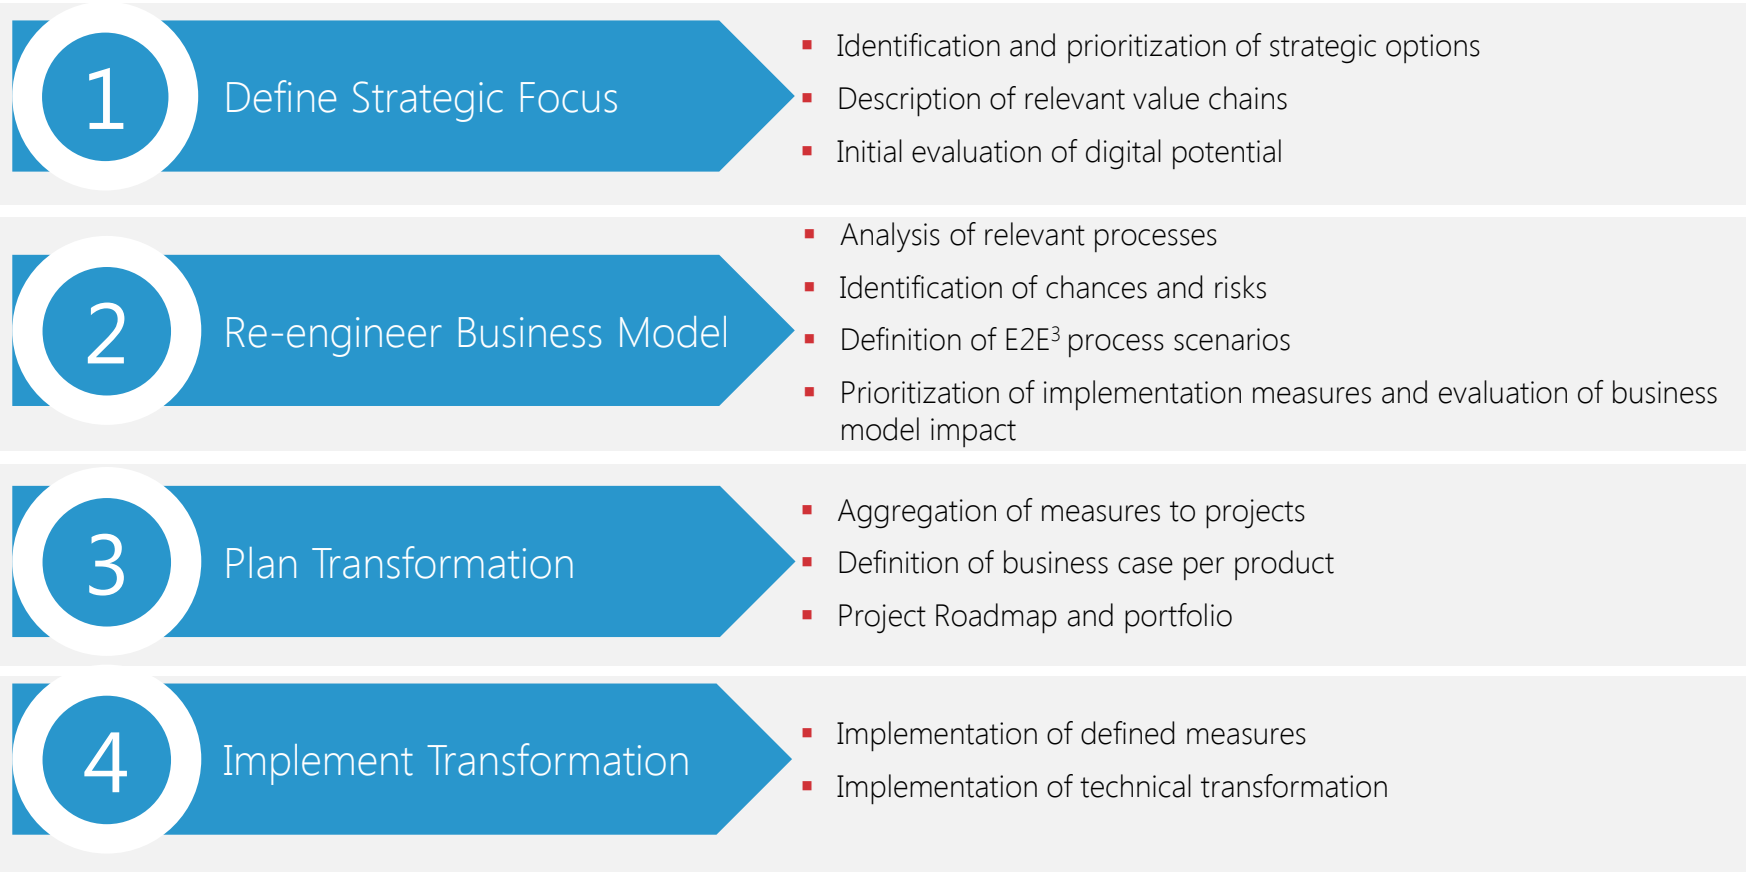 1
Define Strategic Focus
▪ Identification and prioritization of strategic options
▪ Description of relevant value chains
▪ Initial evaluation of digital potential
2
Re-engineer Business Model
▪ Analysis of relevant processes
▪ Identification of chances and risks
▪ Definition of E2E³ process scenarios
▪ Prioritization of implementation measures and evaluation of business
model impact
3
Plan Transformation
▪ Aggregation of measures to projects
▪ Definition of business case per product
▪ Project Roadmap and portfolio
4
Implement Transformation
▪ Implementation of defined measures
▪ Implementation of technical transformation